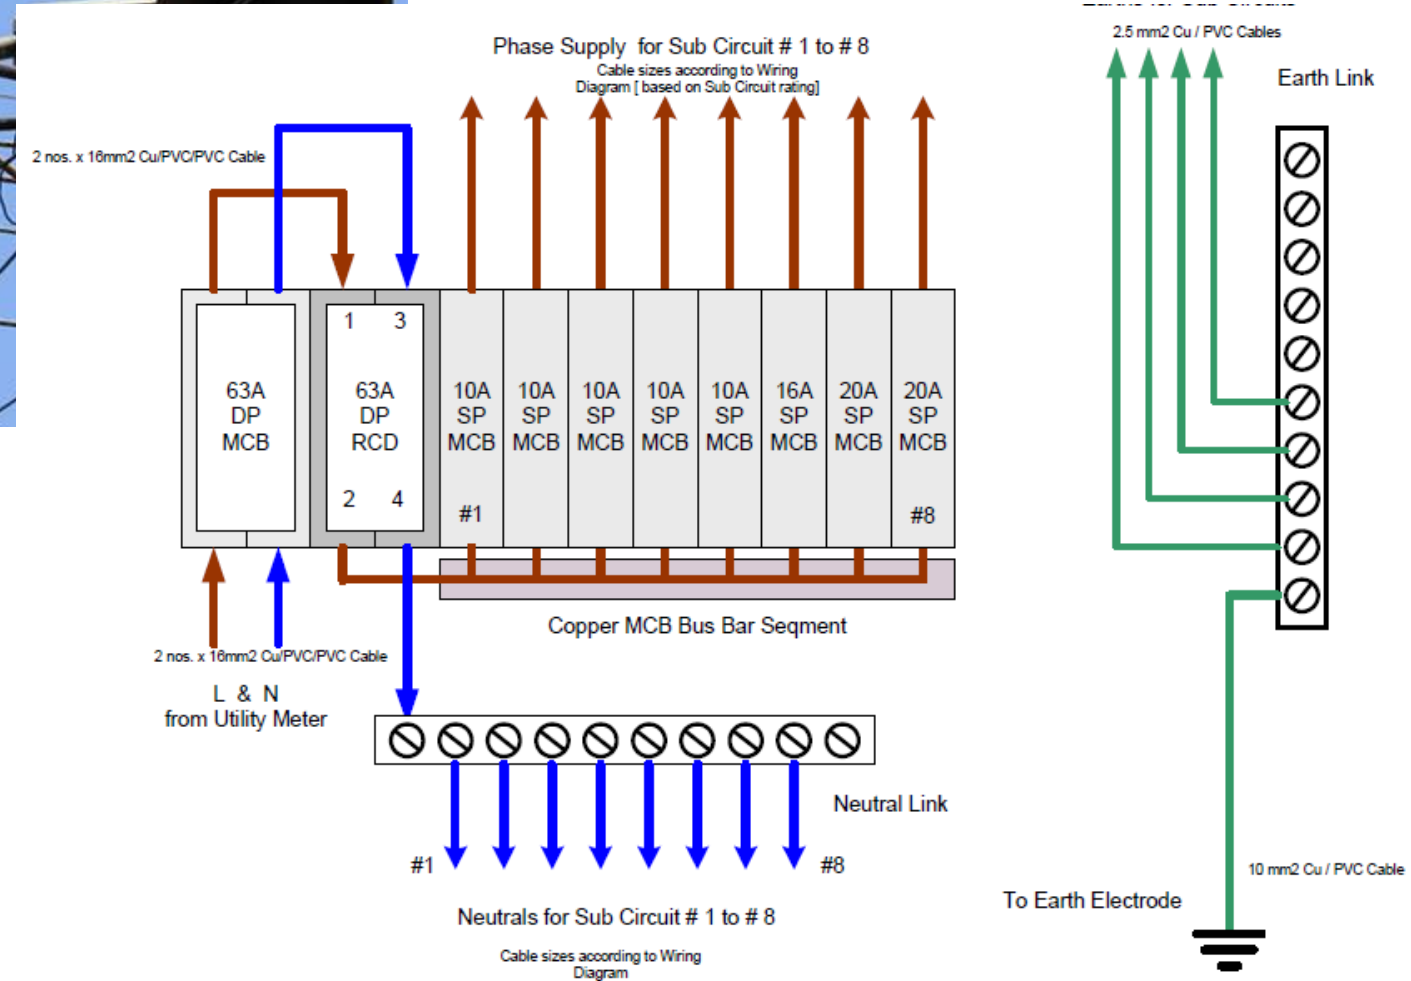 Earths for Sub Circuits
2.5 mm2 Cu / PVC Cables
Phase Supply for Sub Circuit # 1 to # 8
Cable sizes according to Wiring
Diagram [ based on Sub Circuit rating]
Earth Link
2 nos. x 16mm2 Cu/PVC/PVC Cable
1 3
63A
DP
MCB
63A
DP
RCD
2 4
10A
SP
MCB
#1
10A
SP
MCB
10A
SP
MCB
10A
SP
MCB
10A
SP
MCB
16A
SP
MCB
20A
SP
MCB
20A
SP
MCB
#8
Copper MCB Bus Bar Seqment
2 nos. x 16mm2 Cu/PVC/PVC Cable
L & N
from Utility Meter
Neutral Link
#1
#8
10 mm2 Cu / PVC Cable
To Earth Electrode
Neutrals for Sub Circuit # 1 to # 8
Cable sizes according to Wiring
Diagram